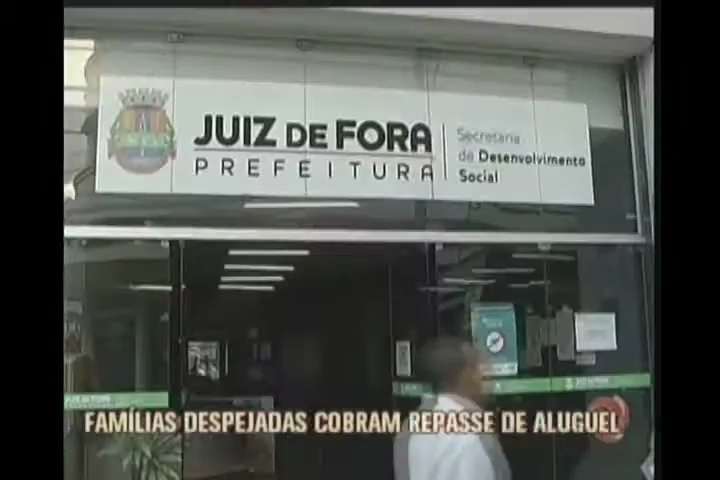 JUIZ DE FORA
PREFEITURA
Secretaria
de Desenvolvimento
Social
FAMÍLIAS DESPEJADAS COBRAM REPASSE DE ALUGUEL